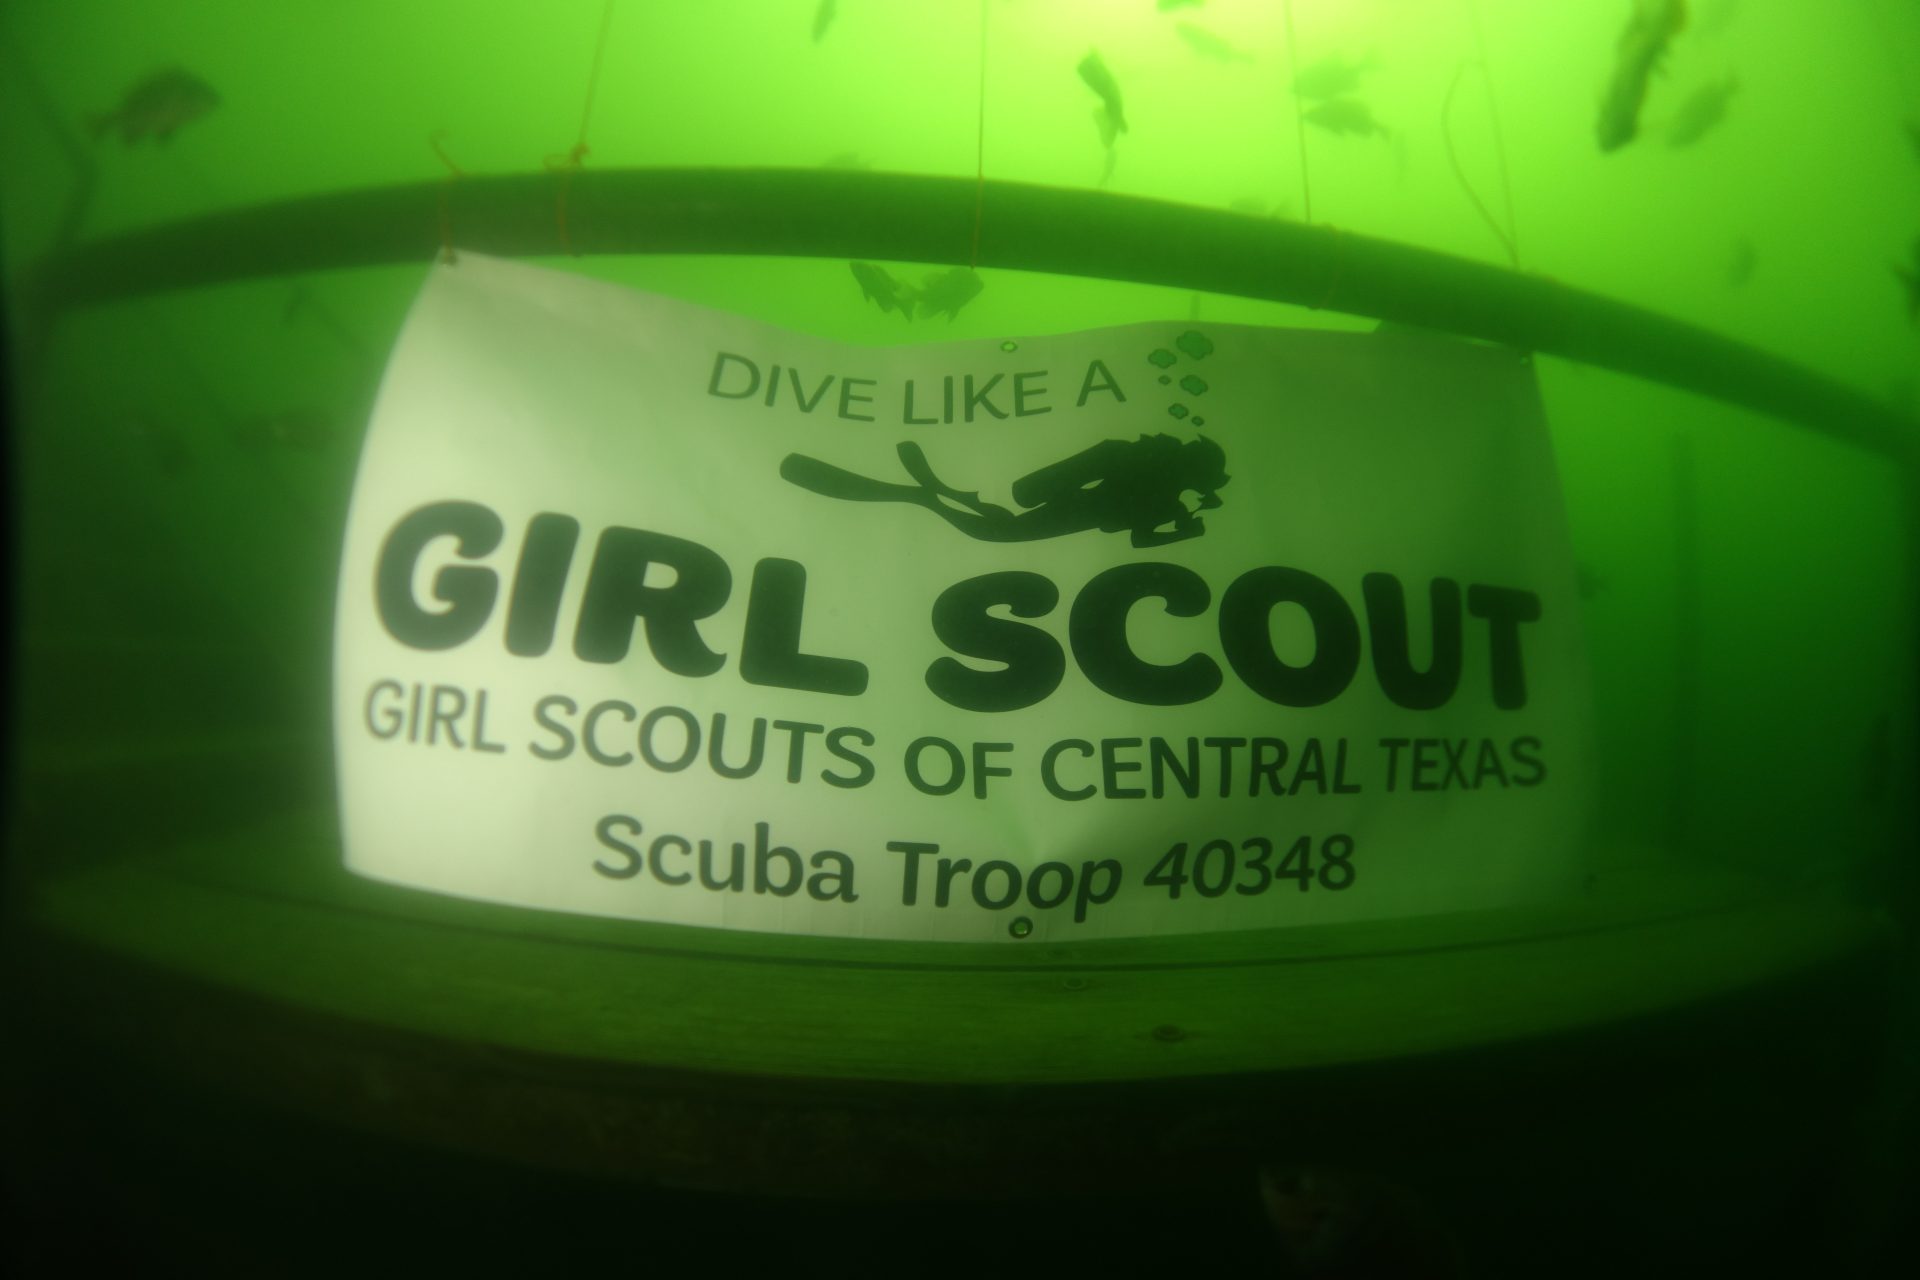 DIVE LIKE A
GIRL SCOUT
GIRL SCOUTS OF CENTRAL TEXAS
Scuba Troop 40348